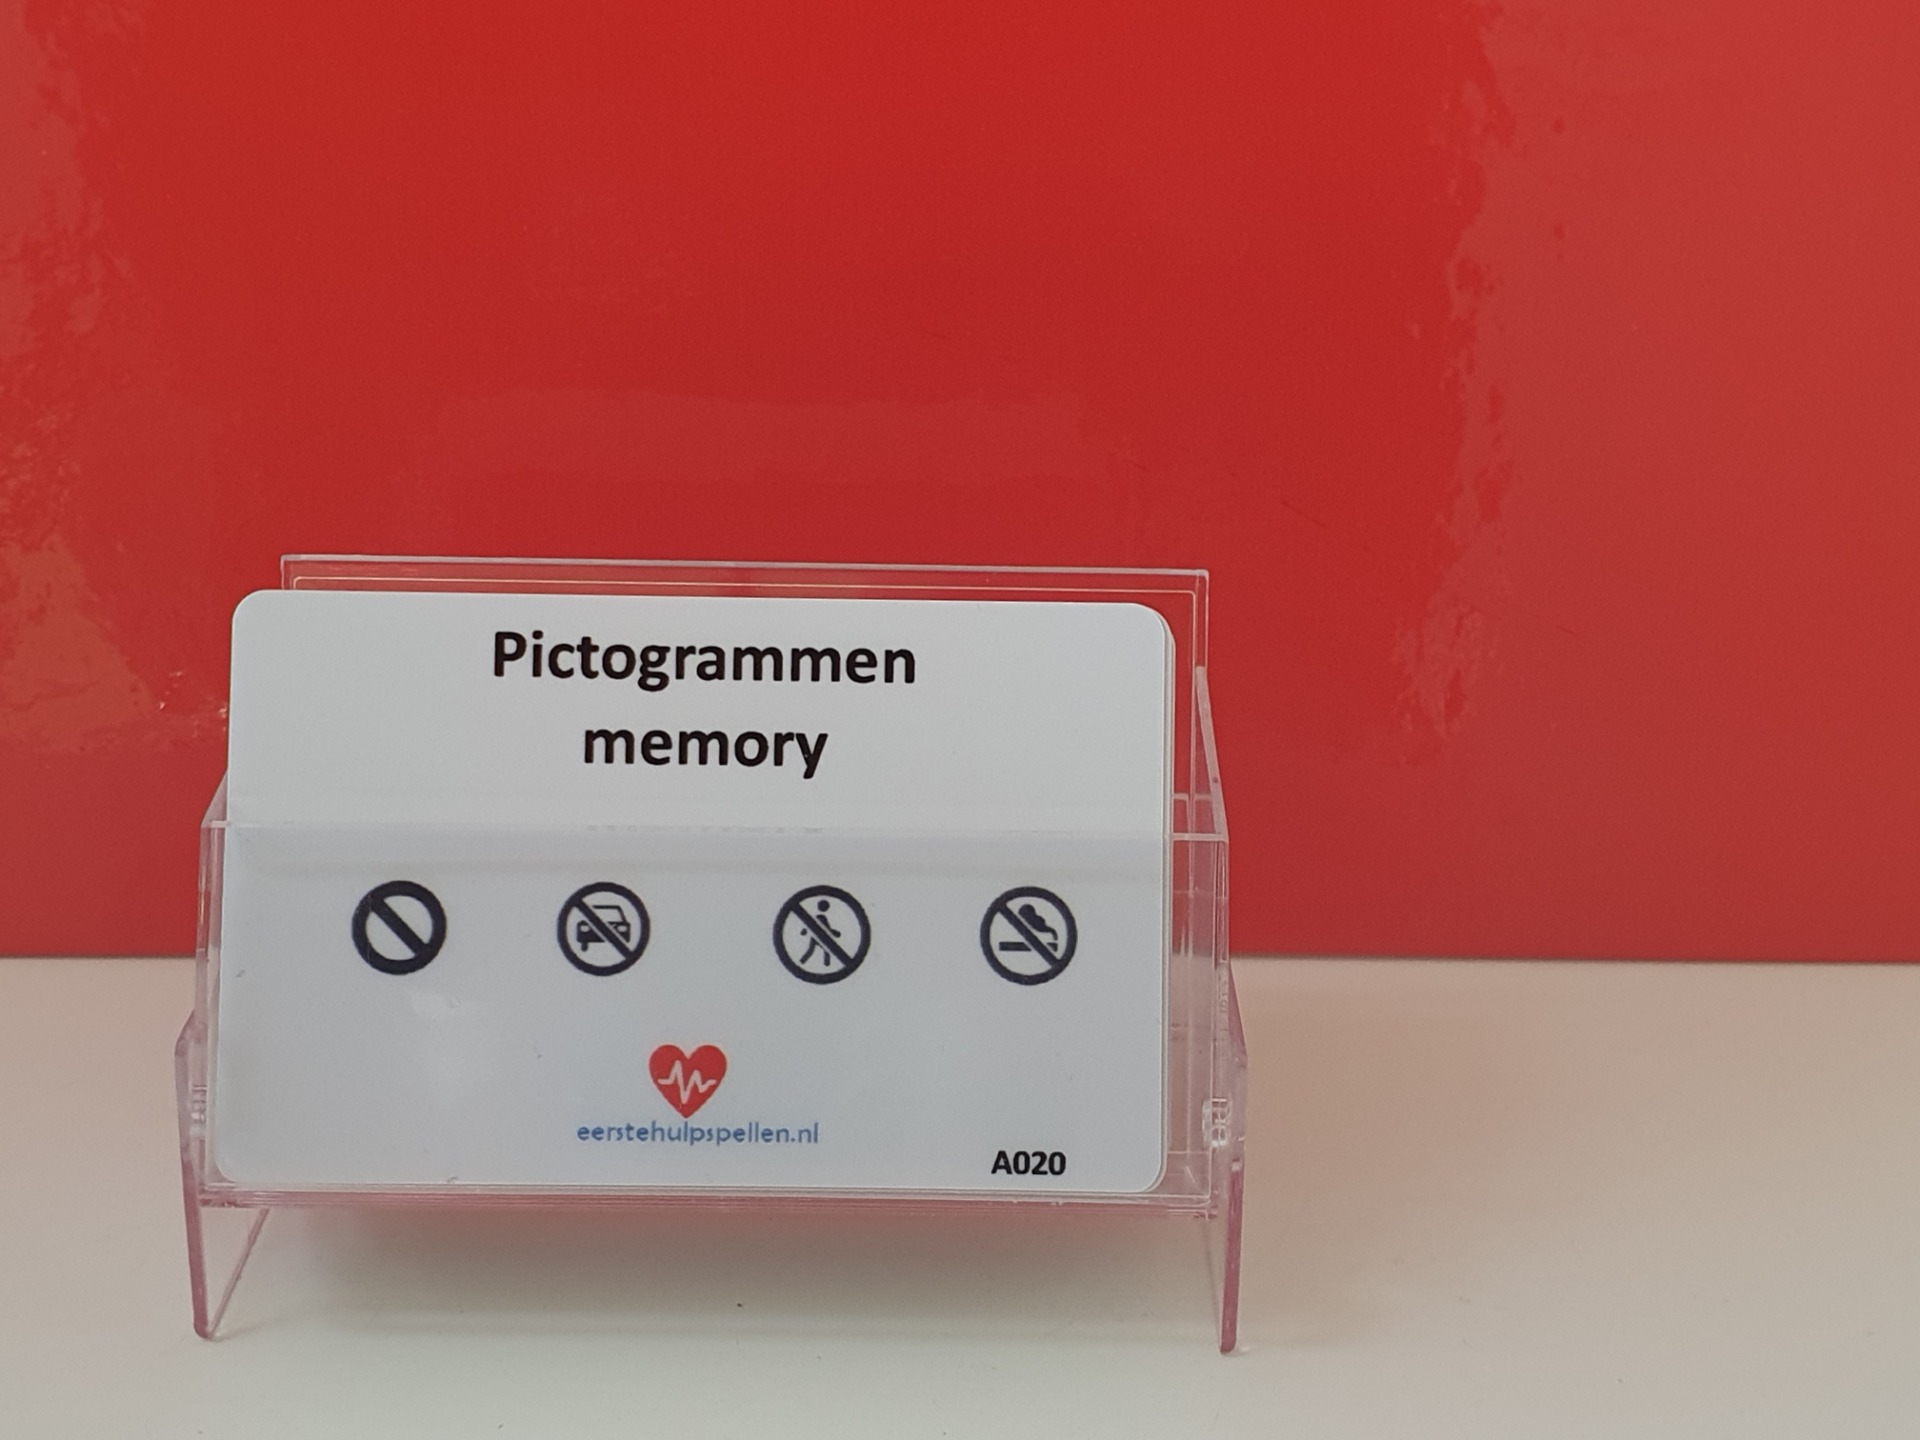 Pictogrammen
memory
eerstehulpspellen.nl
A020